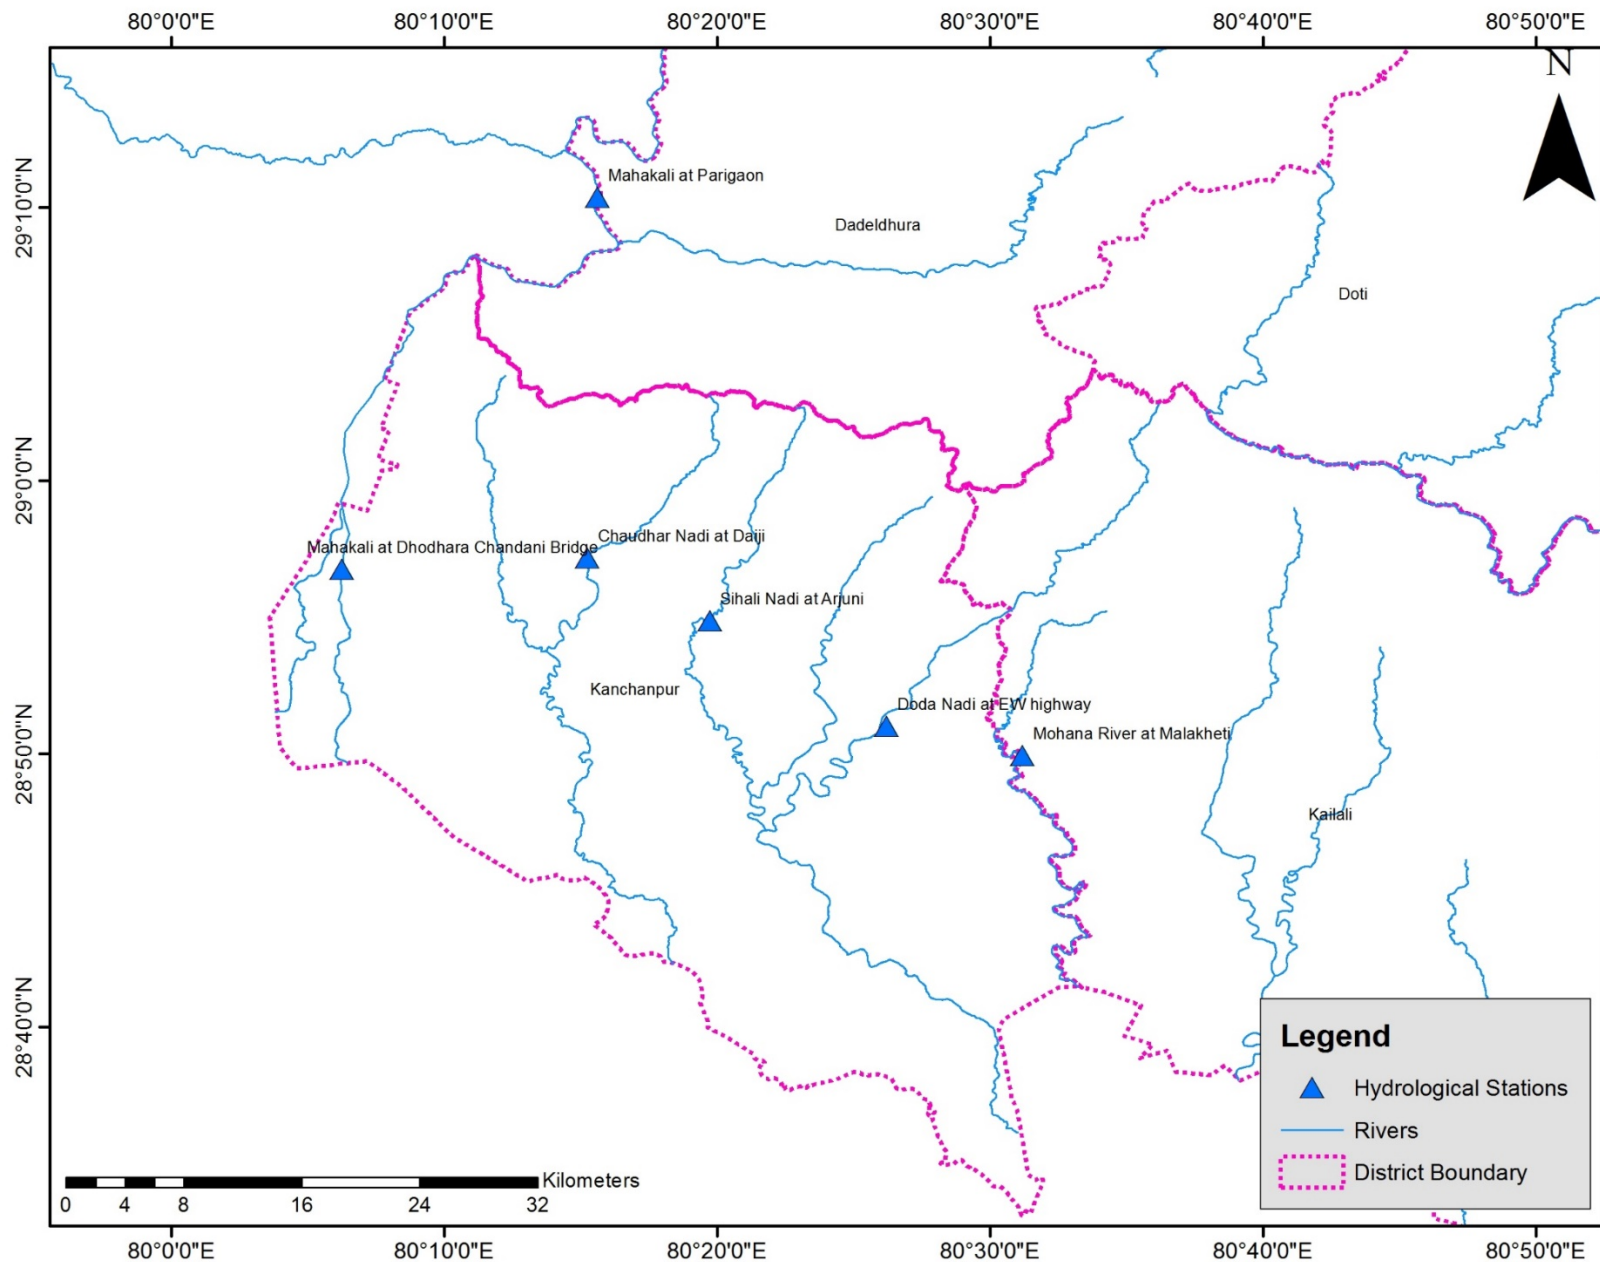 80°0'0"E 80°10'0"E 80°20'0"E 80°30'0"E 80°40'0"E 80°50'0"E
N
29°10'0"N
Mahakali at Parigaon
Dadeldhura
Doti
29°0'0"N
Mahakali at Dhodhara Chandani Bridge
Chaudhar Nadi at Daiji
Sihali Nadi at Arjuni
Kanchanpur
Doda Nadi at EW highway
Mohana River at Malakheti
28°50'0"N
Kailali
28°40'0"N
Legend
Hydrological Stations
Rivers
District Boundary
Kilometers
0 4 8 16 24 32
80°0'0"E 80°10'0"E 80°20'0"E 80°30'0"E 80°40'0"E 80°50'0"E